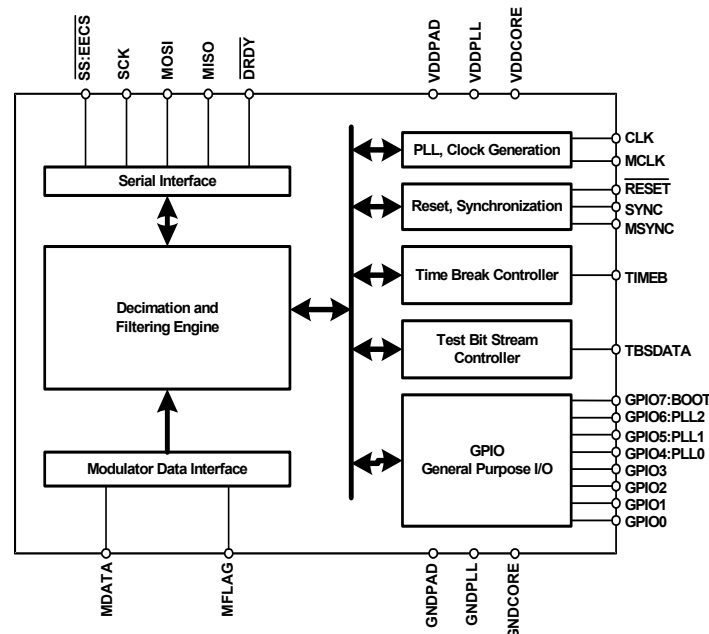 SS:EECS
SCK
MOSI
MISO
DRDY
VDDPAD
VDDPLL
VDDCORE
Serial Interface
Decimation and
Filtering Engine
Modulator Data Interface
PLL, Clock Generation
CLK
MCLK
Reset, Synchronization
RESET
SYNC
MSYNC
Time Break Controller
TIMEB
Test Bit Stream
Controller
TBSDATA
GPIO
General Purpose I/O
GPIO7:BOOT
GPIO6:PLL2
GPIO5:PLL1
GPIO4:PLL0
GPIO3
GPIO2
GPIO1
GPIO0
MDATA
MFLAG
GNDPAD
GNDPLL
GNDCORE